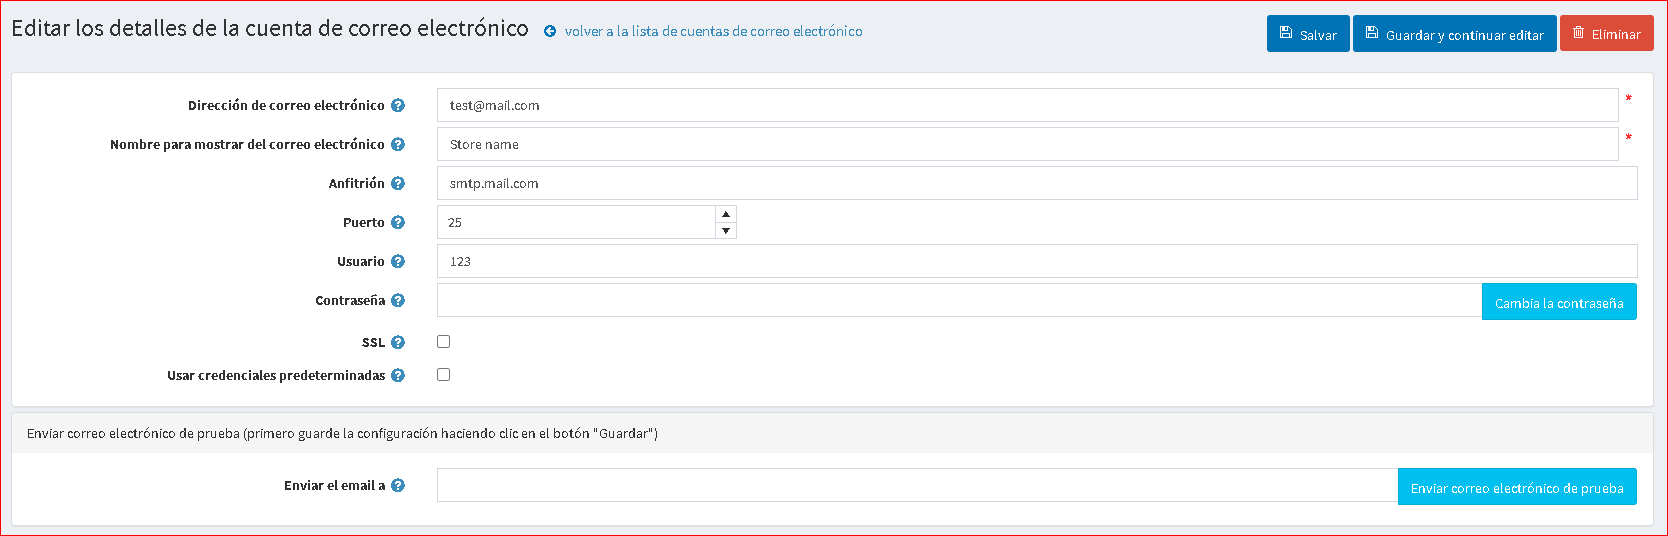 Editar los detalles de la cuenta de correo electrónico volver a la lista de cuentas de correo electrónico Salvar Guardar y continuar editar Eliminar
Dirección de correo electrónico test@mail.com *
Nombre para mostrar del correo electrónico Store name *
Anfitrión smtp.mail.com
Puerto 25
Usuario 123
Contraseña Cambia la contraseña
SSL
Usar credenciales predeterminadas
Enviar correo electrónico de prueba (primero guarde la configuración haciendo clic en el botón "Guardar")
Enviar el email a Enviar correo electrónico de prueba